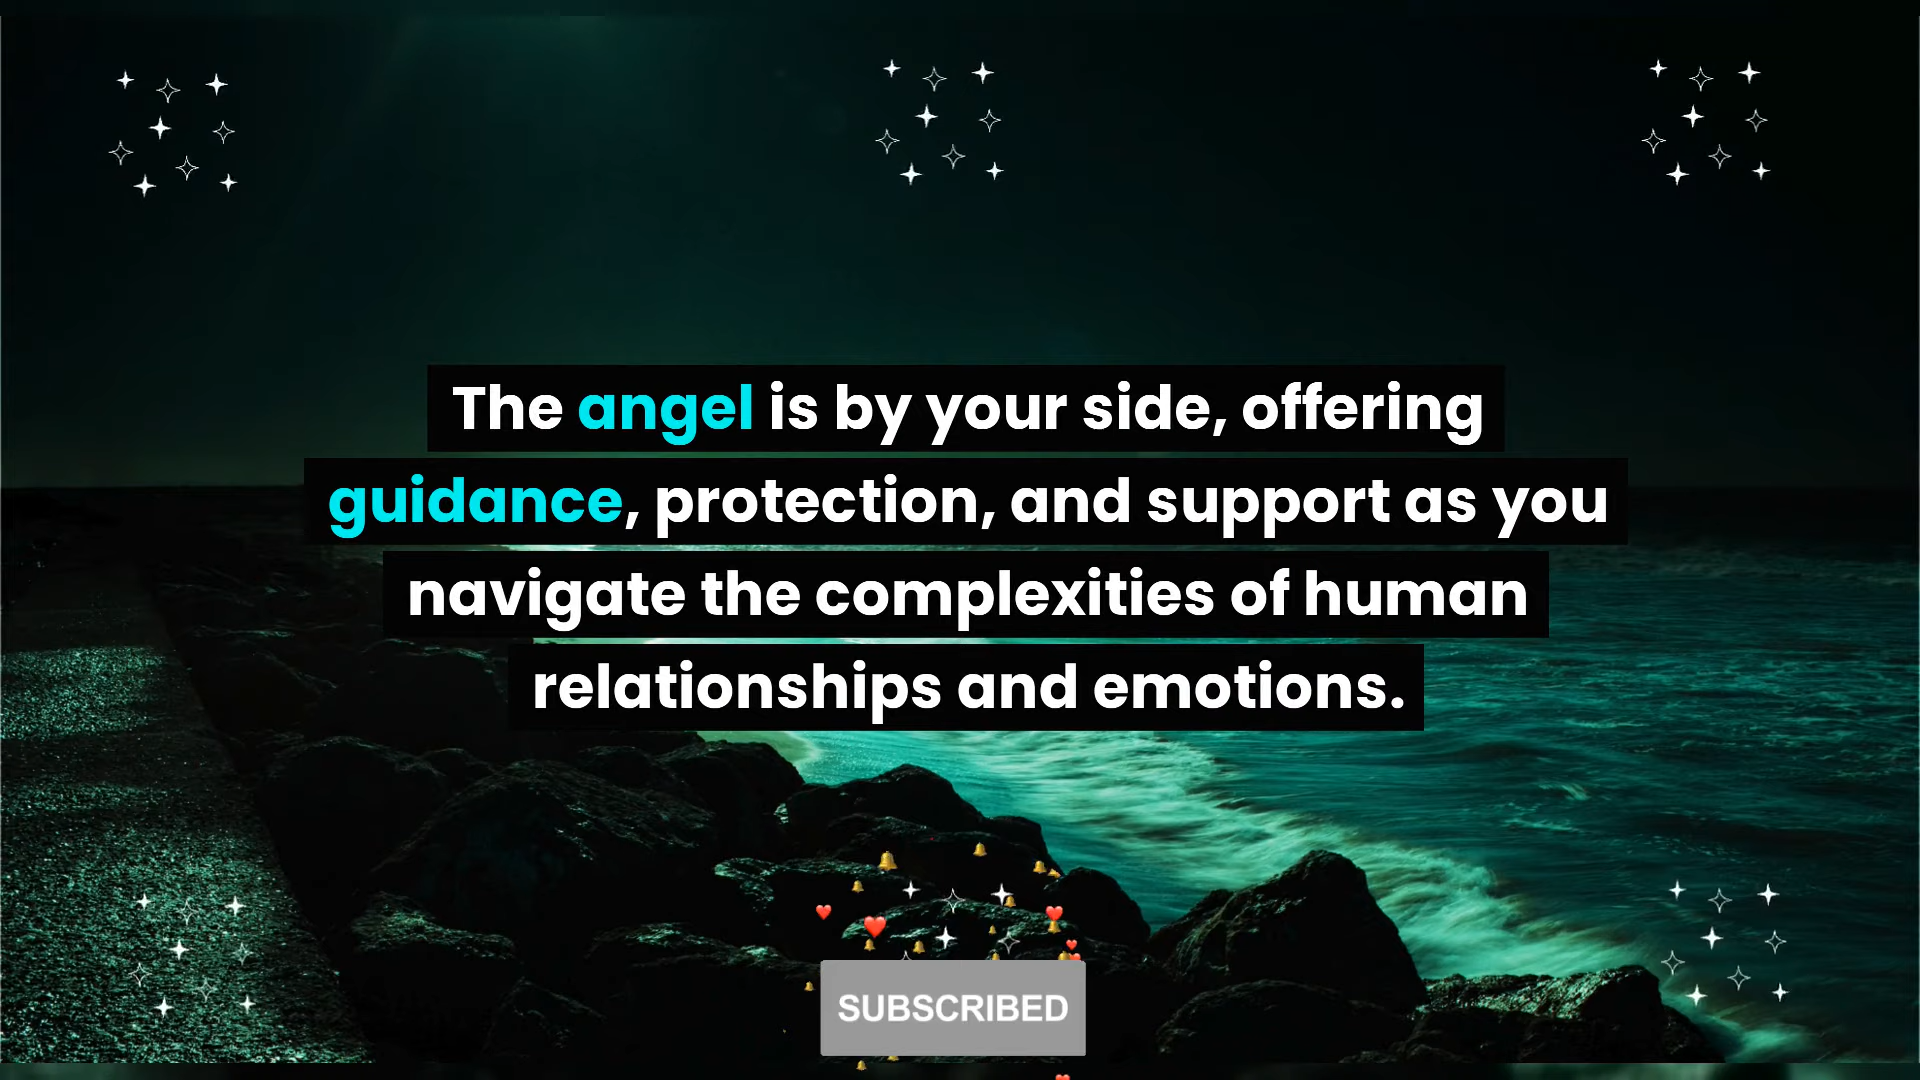 The angel is by your side, offering
guidance, protection, and support as you
navigate the complexities of human
relationships and emotions.
SUBSCRIBED